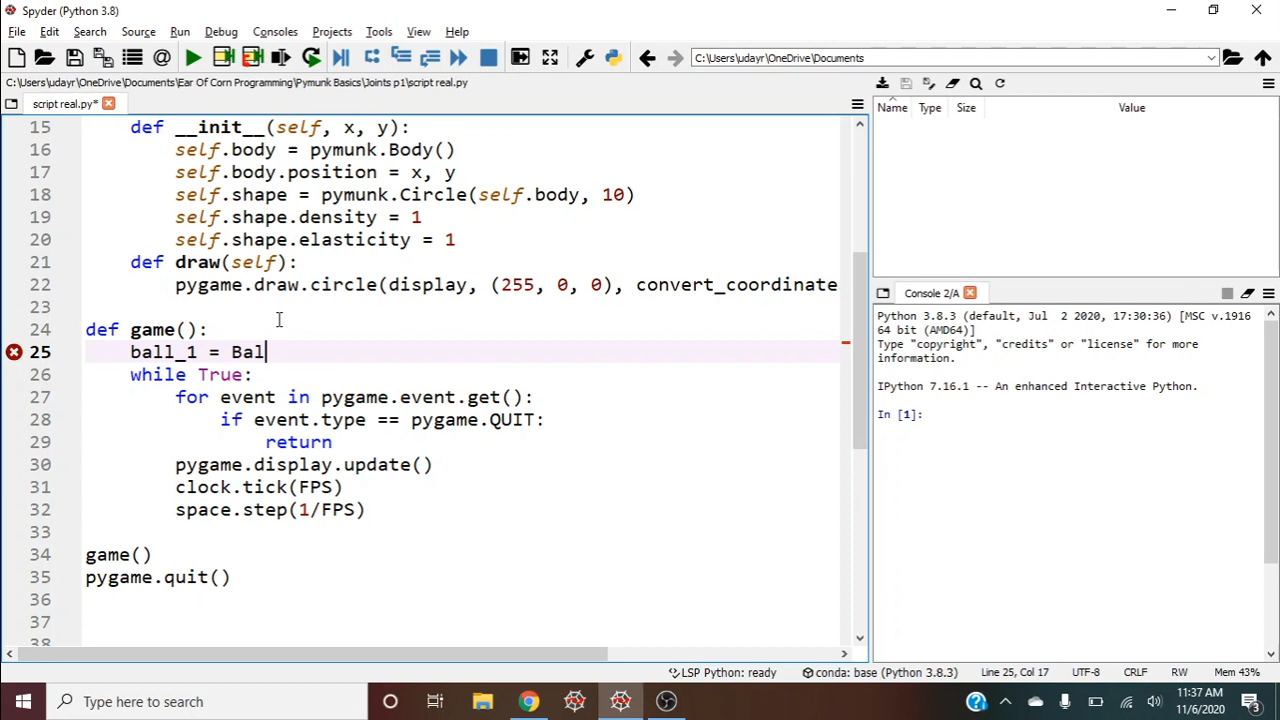 Spyder (Python 3.8)
File Edit Search Source Run Debug Consoles Projects Tools View Help
C:\Users\udayr\OneDrive\Documents
C:\Users\udayr\OneDrive\Documents\Ear Of Corn Programming\Pymunk Basics\Joints p1\script real.py
script real.py*
15 def __init__(self, x, y):
16 self.body = pymunk.Body()
17 self.body.position = x, y
18 self.shape = pymunk.Circle(self.body, 10)
19 self.shape.density = 1
20 self.shape.elasticity = 1
21 def draw(self):
22 pygame.draw.circle(display, (255, 0, 0), convert_coordinate
23
24 def game():
25 ball_1 = Bal
26 while True:
27 for event in pygame.event.get():
28 if event.type == pygame.QUIT:
29 return
30 pygame.display.update()
31 clock.tick(FPS)
32 space.step(1/FPS)
33
34 game()
35 pygame.quit()
36
37
38
Name Type Size Value
Console 2/A
Python 3.8.3 (default, Jul 2 2020, 17:30:36) [MSC v.1916
64 bit (AMD64)]
Type "copyright", "credits" or "license" for more
information.
IPython 7.16.1 -- An enhanced Interactive Python.
In [1]:
LSP Python: ready conda: base (Python 3.8.3) Line 25, Col 17 UTF-8 CRLF RW Mem 43%
Type here to search
11:37 AM
11/6/2020
3